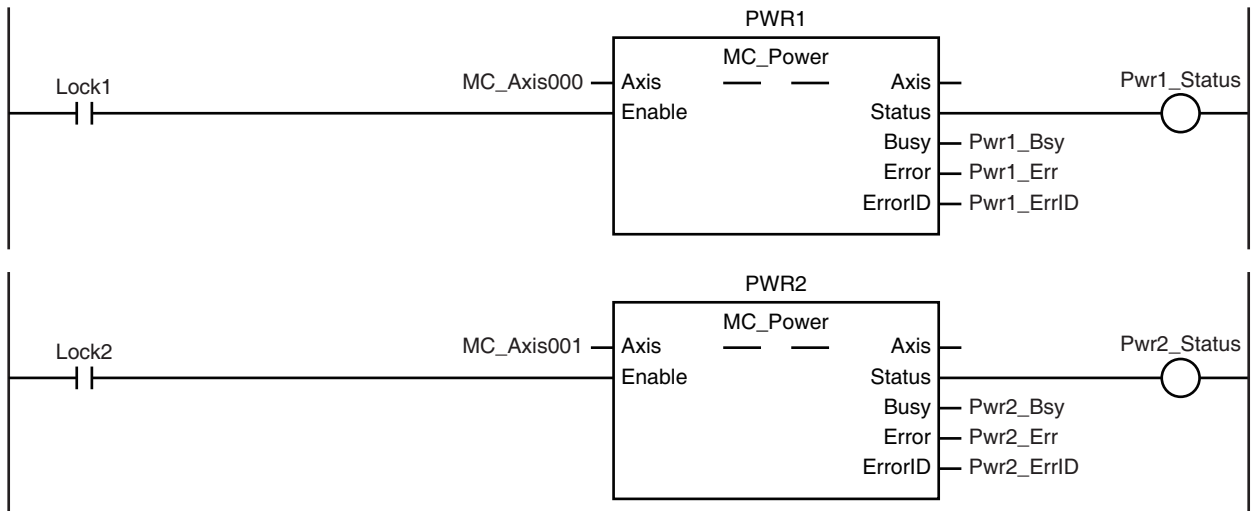 PWR1
MC_Power
Lock1
MC_Axis000
Axis
Axis
Pwr1_Status
Enable
Status
Busy
Pwr1_Bsy
Error
Pwr1_Err
ErrorID
Pwr1_ErrID
PWR2
MC_Power
Lock2
MC_Axis001
Axis
Axis
Pwr2_Status
Enable
Status
Busy
Pwr2_Bsy
Error
Pwr2_Err
ErrorID
Pwr2_ErrID